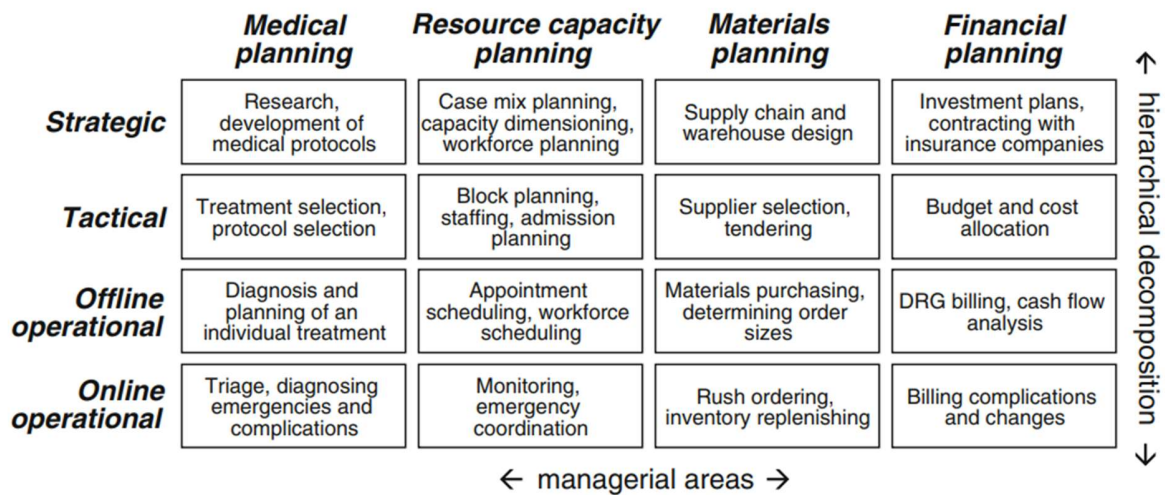 Medical
planning
Resource capacity
planning
Materials
planning
Financial
planning
Strategic
Research,
development of
medical protocols
Case mix planning,
capacity dimensioning,
workforce planning
Supply chain and
warehouse design
Investment plans,
contracting with
insurance companies
Tactical
Treatment selection,
protocol selection
Block planning,
staffing, admission
planning
Supplier selection,
tendering
Budget and cost
allocation
Offline
operational
Diagnosis and
planning of an
individual treatment
Appointment
scheduling, workforce
scheduling
Materials purchasing,
determining order
sizes
DRG billing, cash flow
analysis
Online
operational
Triage, diagnosing
emergencies and
complications
Monitoring,
emergency
coordination
Rush ordering,
inventory replenishing
Billing complications
and changes
← hierarchical decomposition →
← managerial areas →